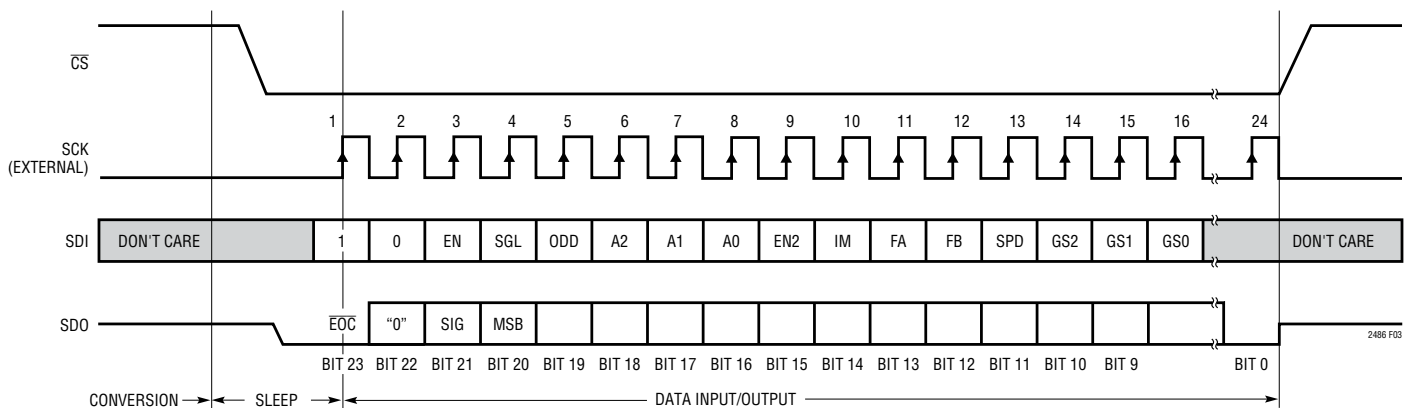 CS
1 2 3 4 5 6 7 8 9 10 11 12 13 14 15 16 24
SCK
(EXTERNAL)
SDI DON'T CARE 1 0 EN SGL ODD A2 A1 A0 EN2 IM FA FB SPD GS2 GS1 GS0 DON'T CARE
SDO EOC “0” SIG MSB
2486 F03
BIT 23 BIT 22 BIT 21 BIT 20 BIT 19 BIT 18 BIT 17 BIT 16 BIT 15 BIT 14 BIT 13 BIT 12 BIT 11 BIT 10 BIT 9 BIT 0
CONVERSION SLEEP DATA INPUT/OUTPUT